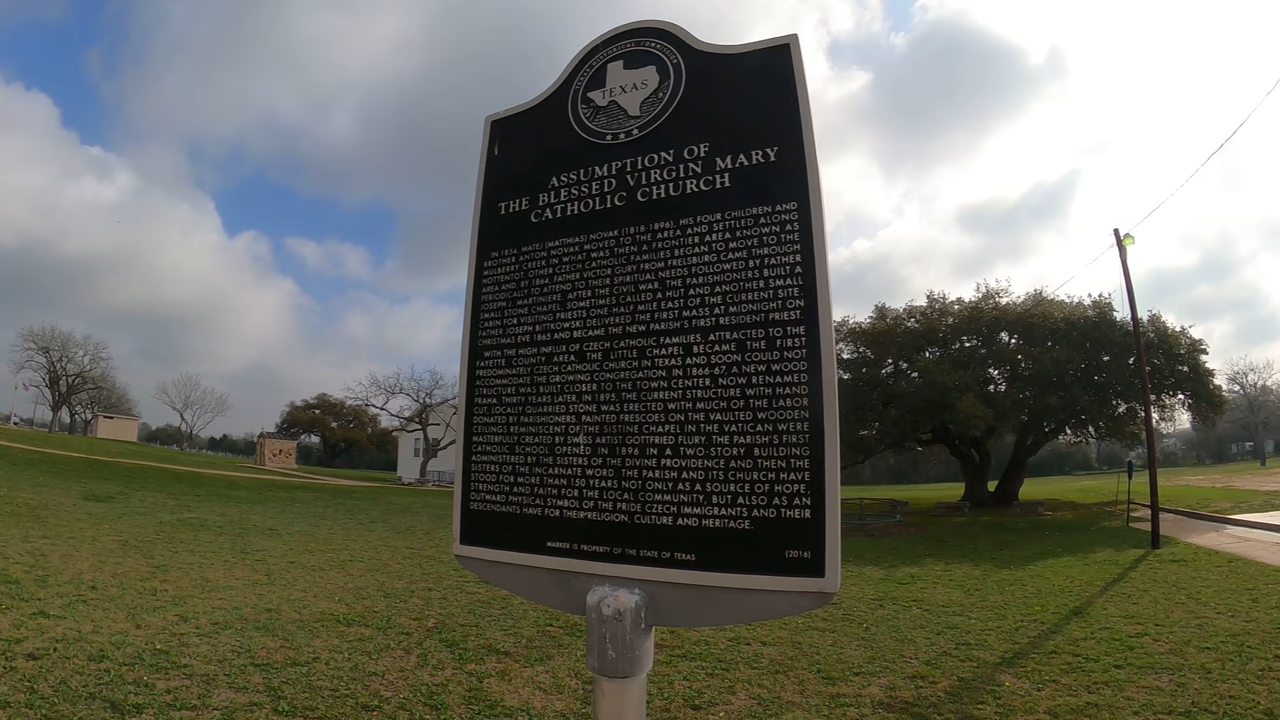 TEXAS HISTORICAL COMMISSION
TEXAS
ASSUMPTION OF
THE BLESSED VIRGIN MARY
CATHOLIC CHURCH
IN 1854, MATEJ (MATTHIAS) NOVAK (1818-1896), HIS FOUR CHILDREN AND
BROTHER ANTON NOVAK MOVED TO THE AREA AND SETTLED ALONG
MULBERRY CREEK IN WHAT WAS THEN A FRONTIER AREA KNOWN AS
HOTTENTOT. OTHER CZECH CATHOLIC FAMILIES BEGAN TO MOVE TO THE
AREA AND, BY 1864, FATHER VICTOR GURY FROM FRELSBURG CAME THROUGH
PERIODICALLY TO ATTEND TO THEIR SPIRITUAL NEEDS FOLLOWED BY FATHER
JOSEPH J. MARTINIERE. AFTER THE CIVIL WAR, THE PARISHIONERS BUILT A
SMALL STONE CHAPEL, SOMETIMES CALLED A HUT AND ANOTHER SMALL
CABIN FOR VISITING PRIESTS ONE-HALF MILE EAST OF THE CURRENT SITE.
FATHER JOSEPH BITTKOWSKI DELIVERED THE FIRST MASS AT MIDNIGHT ON
CHRISTMAS EVE 1865 AND BECAME THE NEW PARISH'S FIRST RESIDENT PRIEST.
WITH THE HIGH INFLUX OF CZECH CATHOLIC FAMILIES, ATTRACTED TO THE
FAYETTE COUNTY AREA, THE LITTLE CHAPEL BECAME THE FIRST
PREDOMINATELY CZECH CATHOLIC CHURCH IN TEXAS AND SOON COULD NOT
ACCOMMODATE THE GROWING CONGREGATION. IN 1866-67, A NEW WOOD
STRUCTURE WAS BUILT CLOSER TO THE TOWN CENTER, NOW RENAMED
PRAHA. THIRTY YEARS LATER, IN 1895, THE CURRENT STRUCTURE WITH HAND
CUT, LOCALLY QUARRIED STONE WAS ERECTED WITH MUCH OF THE LABOR
DONATED BY PARISHIONERS. PAINTED FRESCOES ON THE VAULTED WOODEN
CEILINGS REMINISCENT OF THE SISTINE CHAPEL IN THE VATICAN WERE
MASTERFULLY CREATED BY SWISS ARTIST GOTTFRIED FLURY. THE PARISH'S FIRST
CATHOLIC SCHOOL OPENED IN 1896 IN A TWO-STORY BUILDING
ADMINISTERED BY THE SISTERS OF THE DIVINE PROVIDENCE AND THEN THE
SISTERS OF THE INCARNATE WORD. THE PARISH AND ITS CHURCH HAVE
STOOD FOR MORE THAN 150 YEARS NOT ONLY AS A SOURCE OF HOPE,
STRENGTH AND FAITH FOR THE LOCAL COMMUNITY, BUT ALSO AS AN
OUTWARD PHYSICAL SYMBOL OF THE PRIDE CZECH IMMIGRANTS AND THEIR
DESCENDANTS HAVE FOR THEIR RELIGION, CULTURE AND HERITAGE.
(2016)
MARKER IS PROPERTY OF THE STATE OF TEXAS